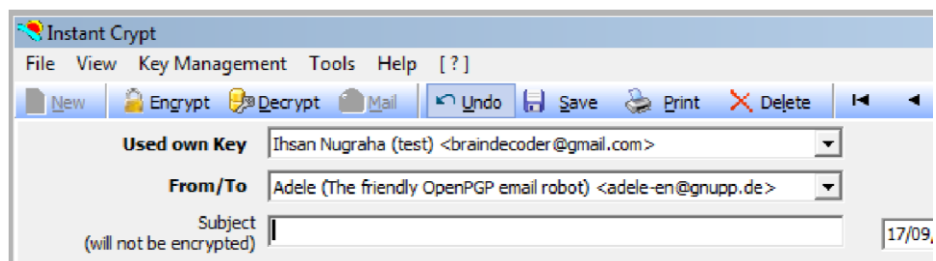 Instant Crypt
File View Key Management Tools Help [?]
New Encrypt Decrypt Mail Undo Save Print Delete
Used own Key Ihsan Nugraha (test) <braindecoder@gmail.com>
From/To Adele (The friendly OpenPGP email robot) <adele-en@gnupp.de>
Subject
(will not be encrypted)
17/09,